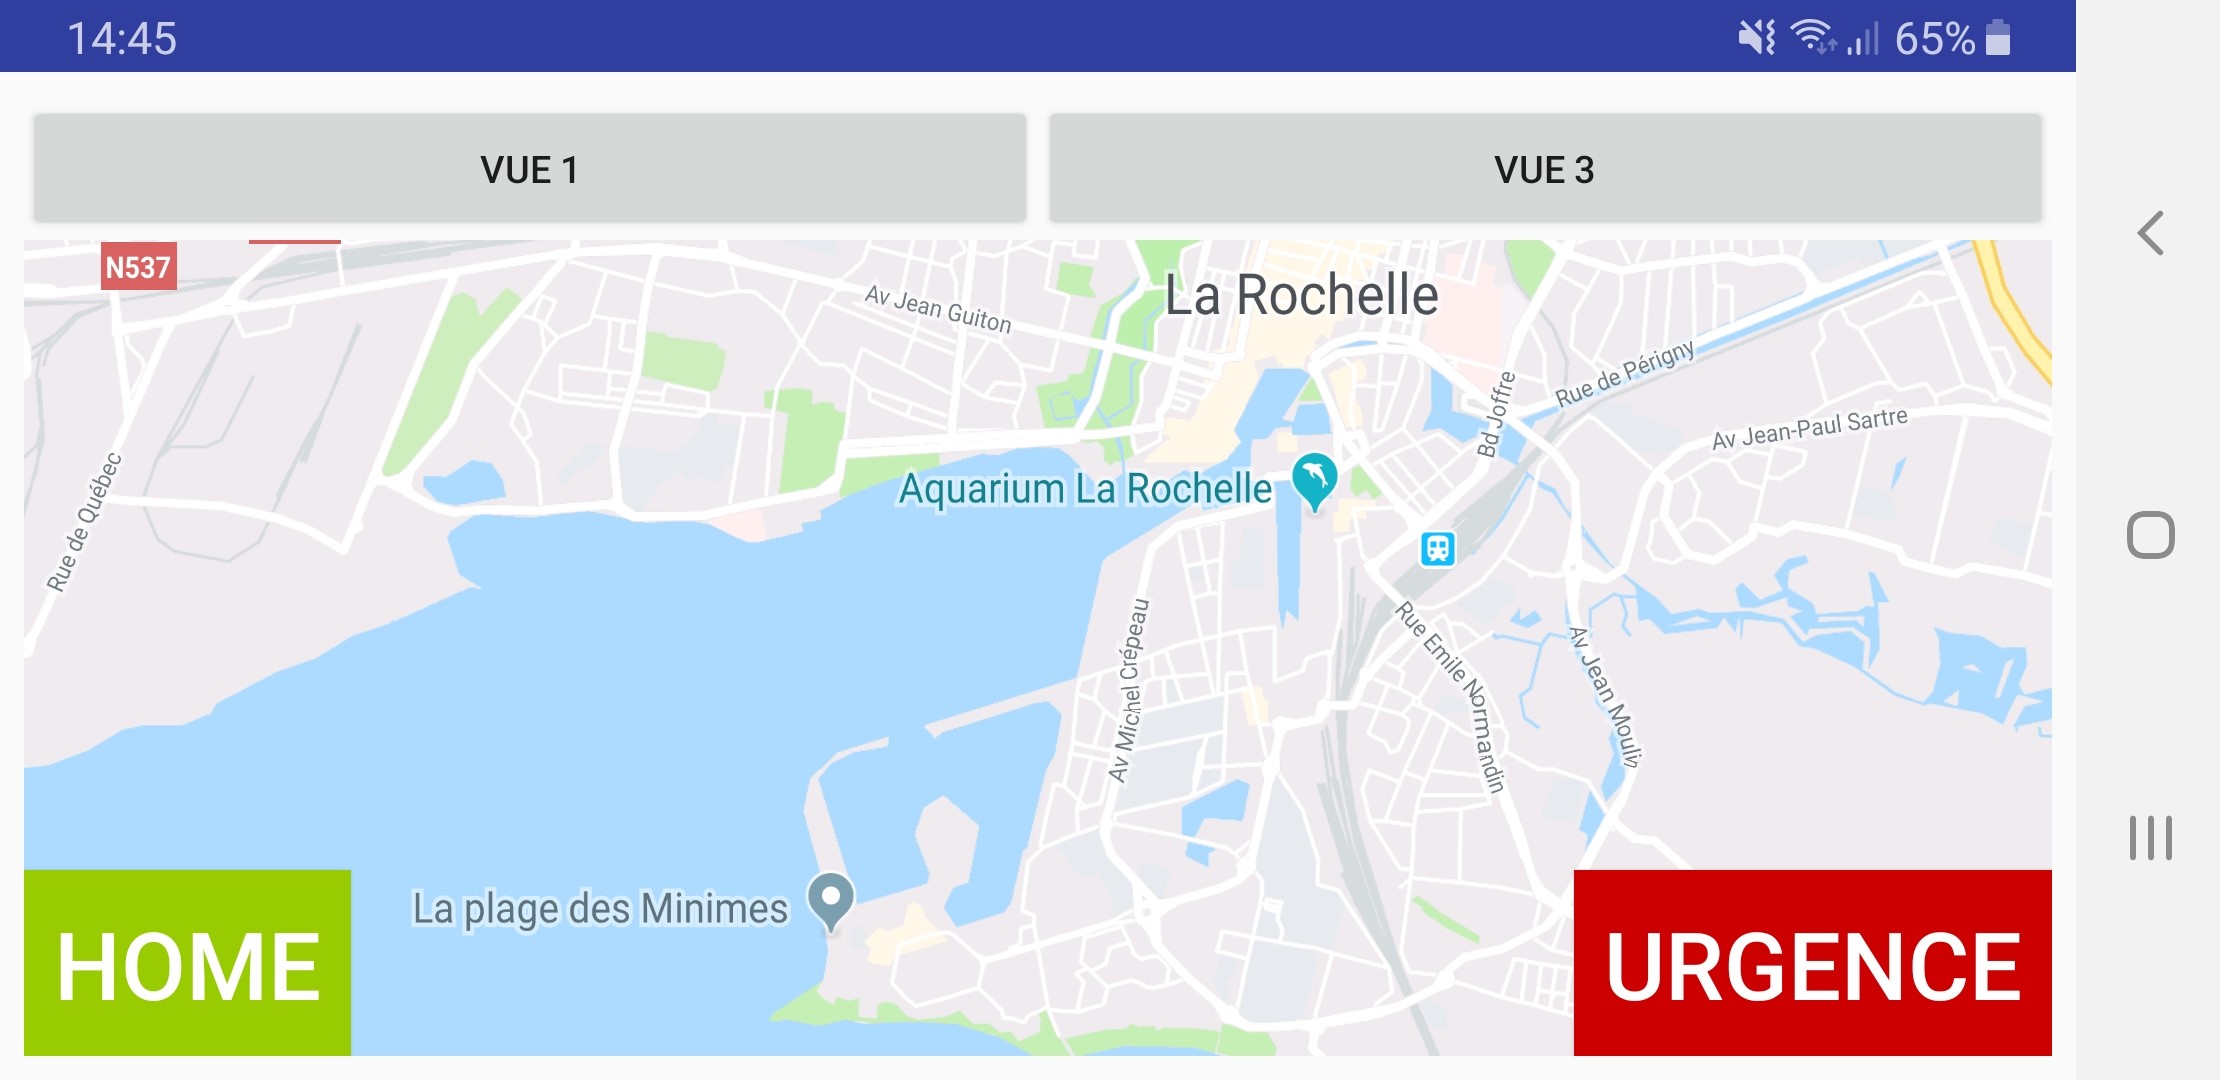 14:45
65%
VUE 1
VUE 3
N537
Av Jean Guiton
La Rochelle
Rue de Périgny
Bd Joffre
Av Jean-Paul Sartre
Rue de Québec
Aquarium La Rochelle
Av Michel Crépeau
Rue Emile Normandin
Av Jean Moulin
La plage des Minimes
HOME
URGENCE